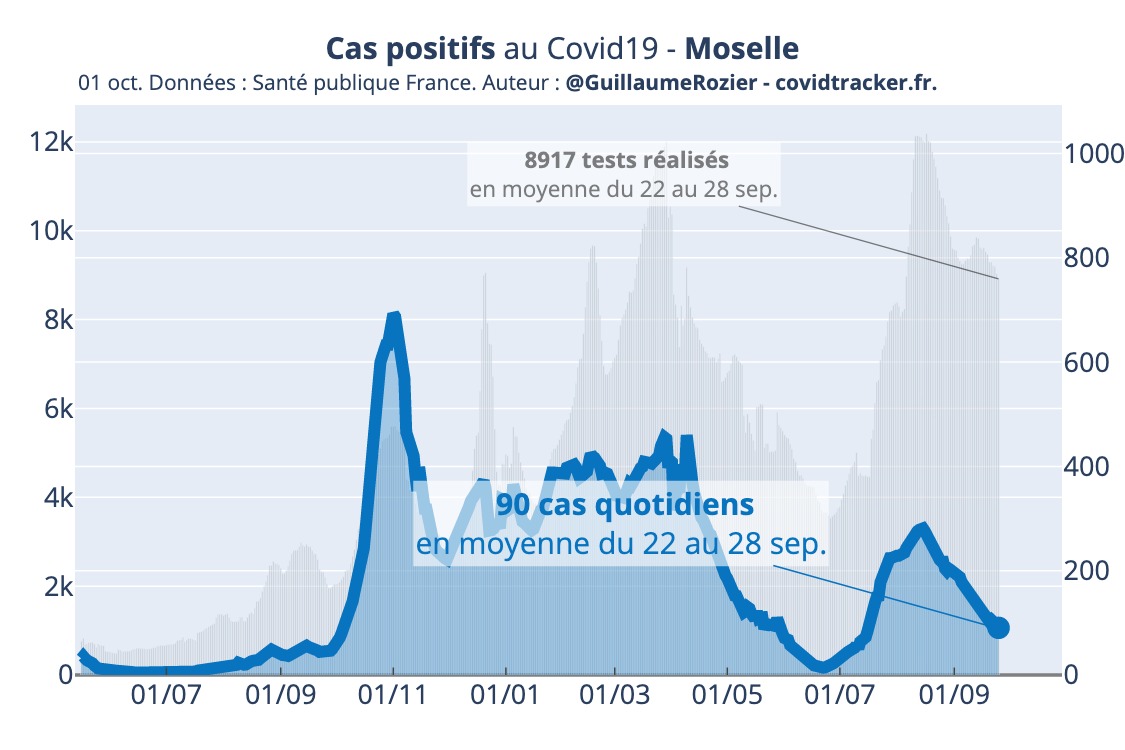 Cas positifs au Covid19 - Moselle
01 oct. Données : Santé publique France. Auteur : @GuillaumeRozier - covidtracker.fr.
12k
1000
8917 tests réalisés
en moyenne du 22 au 28 sep.
10k
800
8k
600
6k
400
4k
90 cas quotidiens
en moyenne du 22 au 28 sep.
200
2k
0
0
01/07 01/09 01/11 01/01 01/03 01/05 01/07 01/09